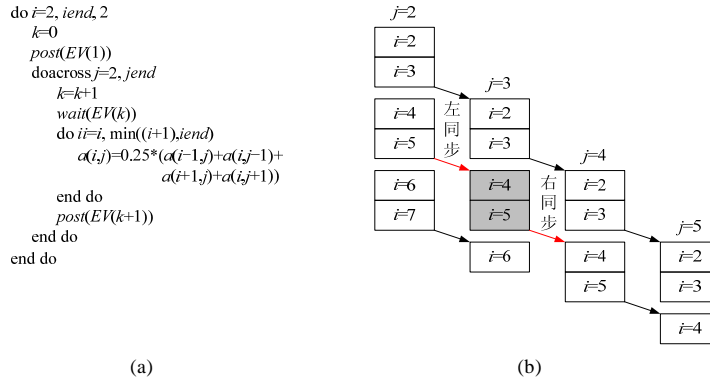 do i=2, iend, 2
k=0
post(EV(1))
doacross j=2, jend
k=k+1
wait(EV(k))
do ii=i, min((i+1),iend)
a(i,j)=0.25*(a(i−1,j)+a(i,j−1)+
a(i+1,j)+a(i,j+1))
end do
post(EV(k+1))
end do
end do
(a)
j=2
i=2
i=3
i=4
i=5
i=6
i=7
左同步
j=3
i=2
i=3
i=4
i=5
i=6
右同步
j=4
i=2
i=3
i=4
i=5
j=5
i=2
i=3
i=4
(b)